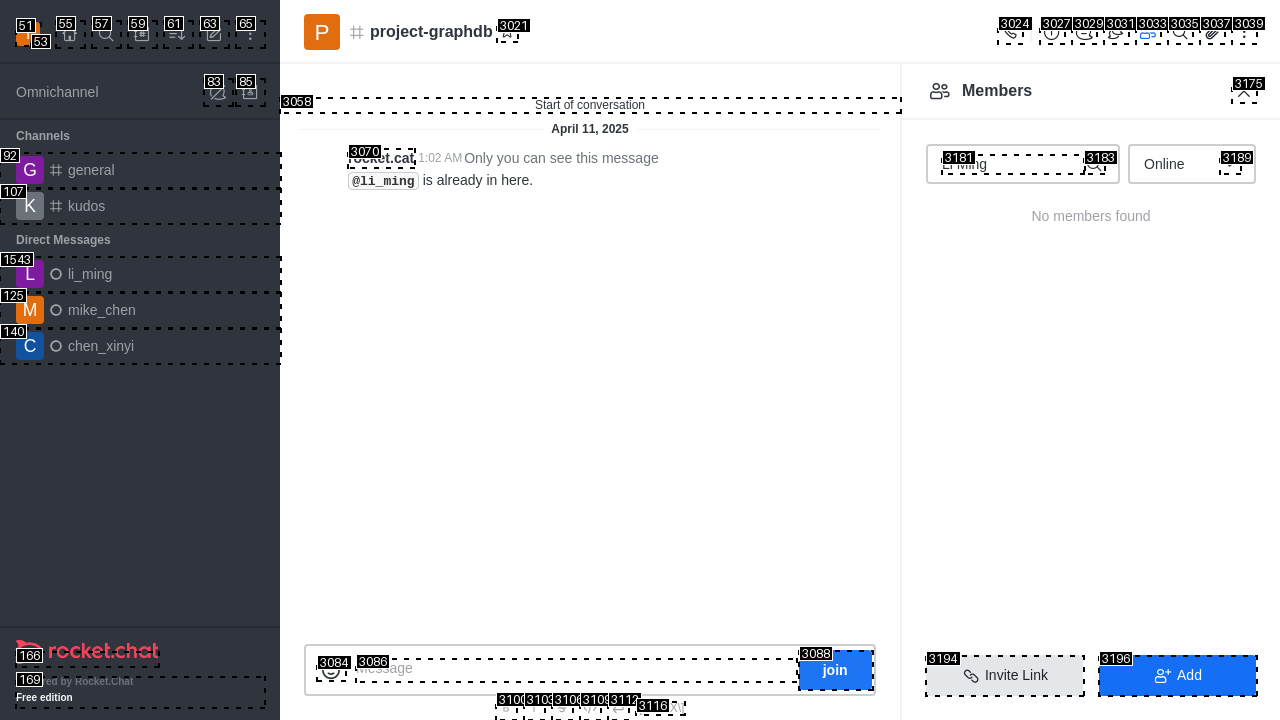 51
53
55
57
59
61
63
65
Omnichannel
83
85
Channels
92
G
general
107
K
kudos
Direct Messages
1543
L
li_ming
125
M
mike_chen
140
C
chen_xinyi
166
rocket.chat
169
Powered by Rocket.Chat
Free edition
P
project-graphdb
3021
3024
3027
3029
3031
3033
3035
3037
3039
3058
Start of conversation
April 11, 2025
3070
rocket.cat 1:02 AM Only you can see this message
@li_ming is already in here.
3084
3086
Message
3088
join
3100
3103
3106
3109
3112
3116
Members
3175
3181
Li Ming
3183
Online
3189
No members found
3194
Invite Link
3196
Add